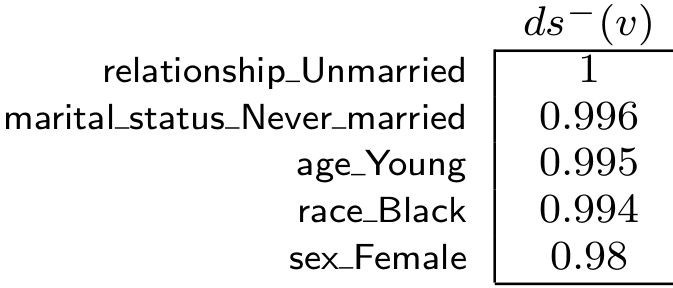 ds⁻(v)
relationship_Unmarried 1
marital_status_Never_married 0.996
age_Young 0.995
race_Black 0.994
sex_Female 0.98